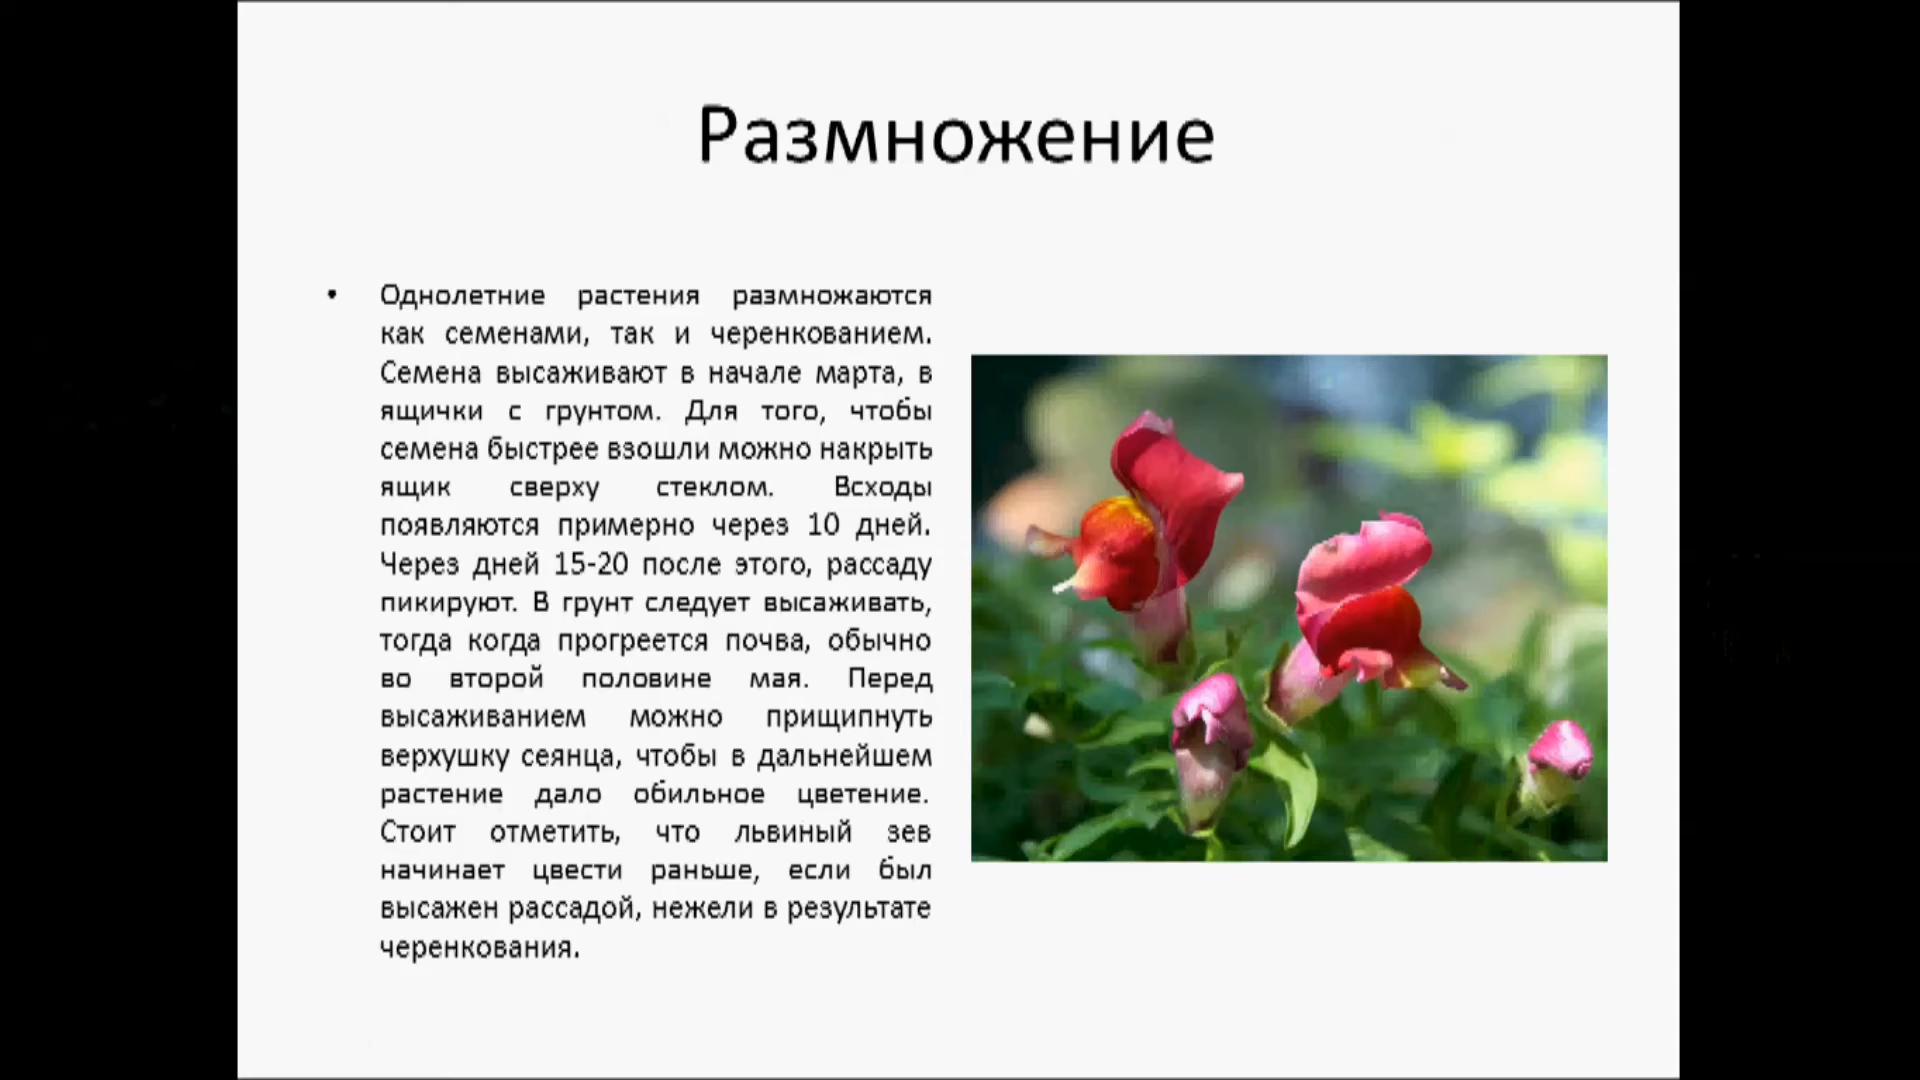 Размножение
• Однолетние растения размножаются
как семенами, так и черенкованием.
Семена высаживают в начале марта, в
ящички с грунтом. Для того, чтобы
семена быстрее взошли можно накрыть
ящик сверху стеклом. Всходы
появляются примерно через 10 дней.
Через дней 15-20 после этого, рассаду
пикируют. В грунт следует высаживать,
тогда когда прогреется почва, обычно
во второй половине мая. Перед
высаживанием можно прищипнуть
верхушку сеянца, чтобы в дальнейшем
растение дало обильное цветение.
Стоит отметить, что львиный зев
начинает цвести раньше, если был
высажен рассадой, нежели в результате
черенкования.